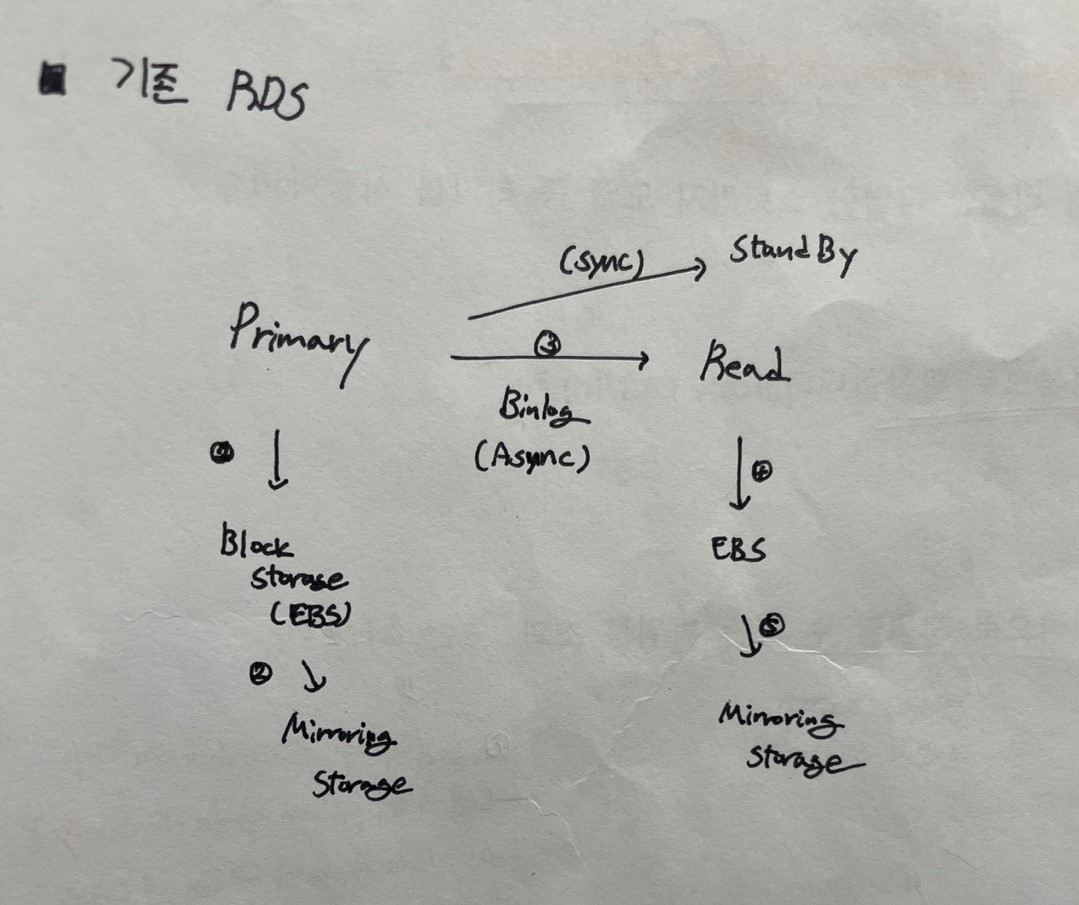 ■ 기존 RDS
(sync)
StandBy
Primary
③
Read
Binlog
(Async)
①
④
Block
Storage
(EBS)
EBS
②
⑤
Mirroring
Storage
Mirroring
Storage